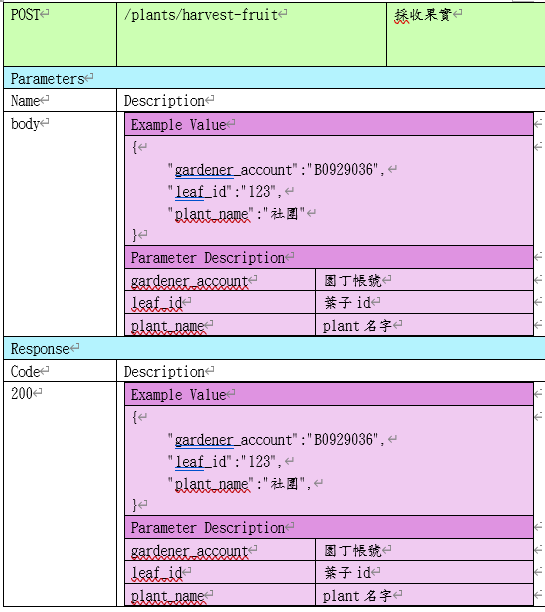 POST /plants/harvest-fruit 採收果實
Parameters
Name Description
body Example Value
{
"gardener_account":"B0929036",
"leaf_id":"123",
"plant_name":"社團"
}
Parameter Description
gardener_account 園丁帳號
leaf_id 葉子 id
plant_name plant 名字
Response
Code Description
200 Example Value
{
"gardener_account":"B0929036",
"leaf_id":"123",
"plant_name":"社團",
}
Parameter Description
gardener_account 園丁帳號
leaf_id 葉子 id
plant_name plant 名字